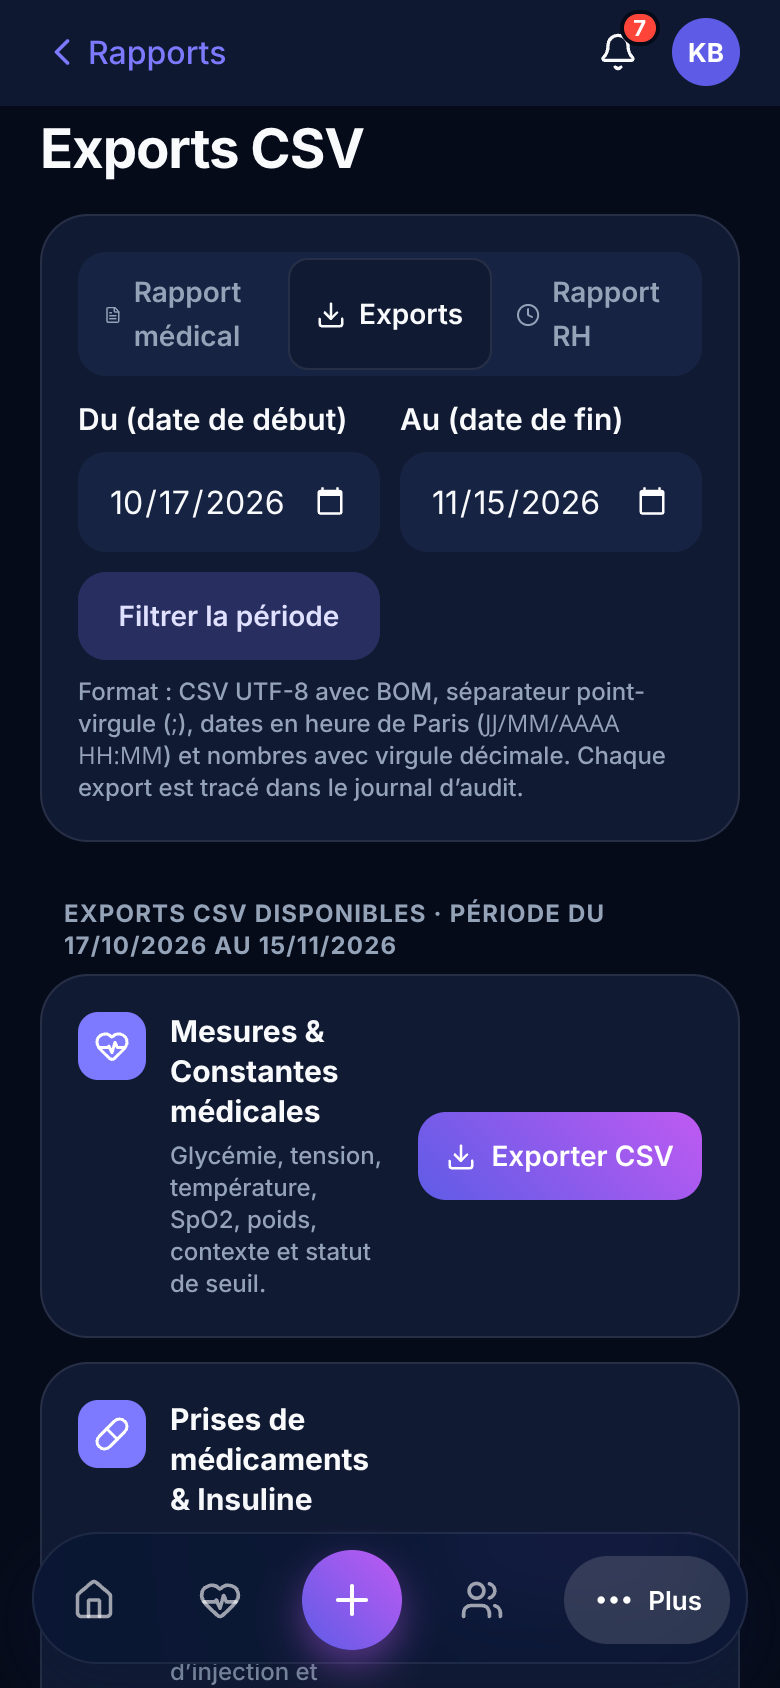 Rapports
7
KB
Exports CSV
Rapport
médical
Exports
Rapport
RH
Du (date de début)
Au (date de fin)
10/17/2026
11/15/2026
Filtrer la période
Format : CSV UTF-8 avec BOM, séparateur point-
virgule (;), dates en heure de Paris (JJ/MM/AAAA
HH:MM) et nombres avec virgule décimale. Chaque
export est tracé dans le journal d’audit.
EXPORTS CSV DISPONIBLES · PÉRIODE DU
17/10/2026 AU 15/11/2026
Mesures &
Constantes
médicales
Glycémie, tension,
température,
SpO2, poids,
contexte et statut
de seuil.
Exporter CSV
Prises de
médicaments
& Insuline
Plus
d’injection et